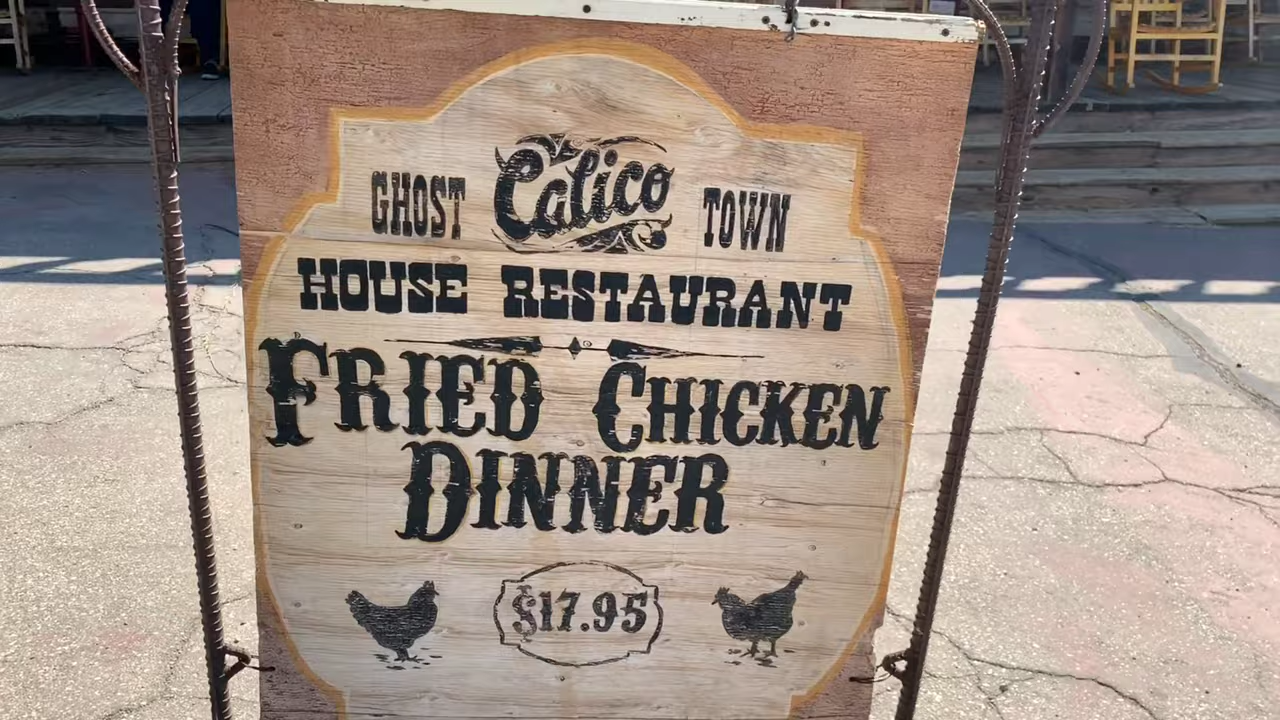 GHOST Calico TOWN
HOUSE RESTAURANT
FRIED CHICKEN
DINNER
$17.95